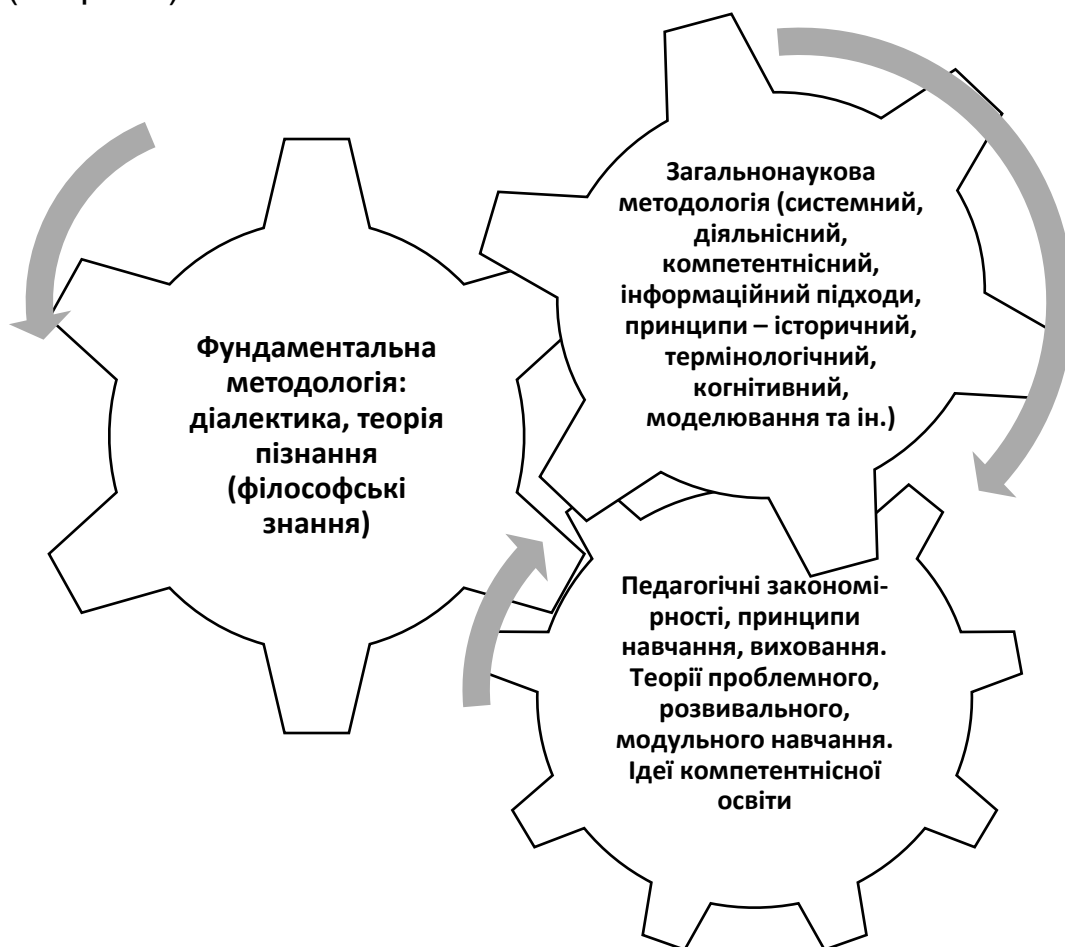 Фундаментальна
методологія:
діалектика, теорія
пізнання
(філософські
знання)
Загальнонаукова
методологія (системний,
діяльнісний,
компетентнісний,
інформаційний підходи,
принципи – історичний,
термінологічний,
когнітивний,
моделювання та ін.)
Педагогічні закономі-
рності, принципи
навчання, виховання.
Теорії проблемного,
розвивального,
модульного навчання.
Ідеї компетентнісної
освіти